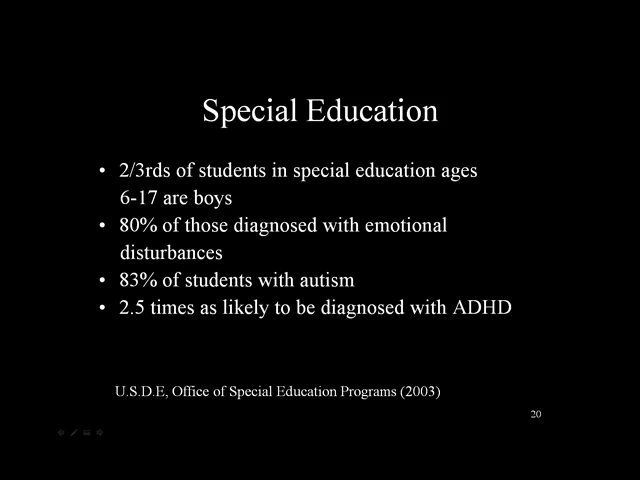 Special Education
• 2/3rds of students in special education ages
6-17 are boys
• 80% of those diagnosed with emotional
disturbances
• 83% of students with autism
• 2.5 times as likely to be diagnosed with ADHD
U.S.D.E, Office of Special Education Programs (2003)
20